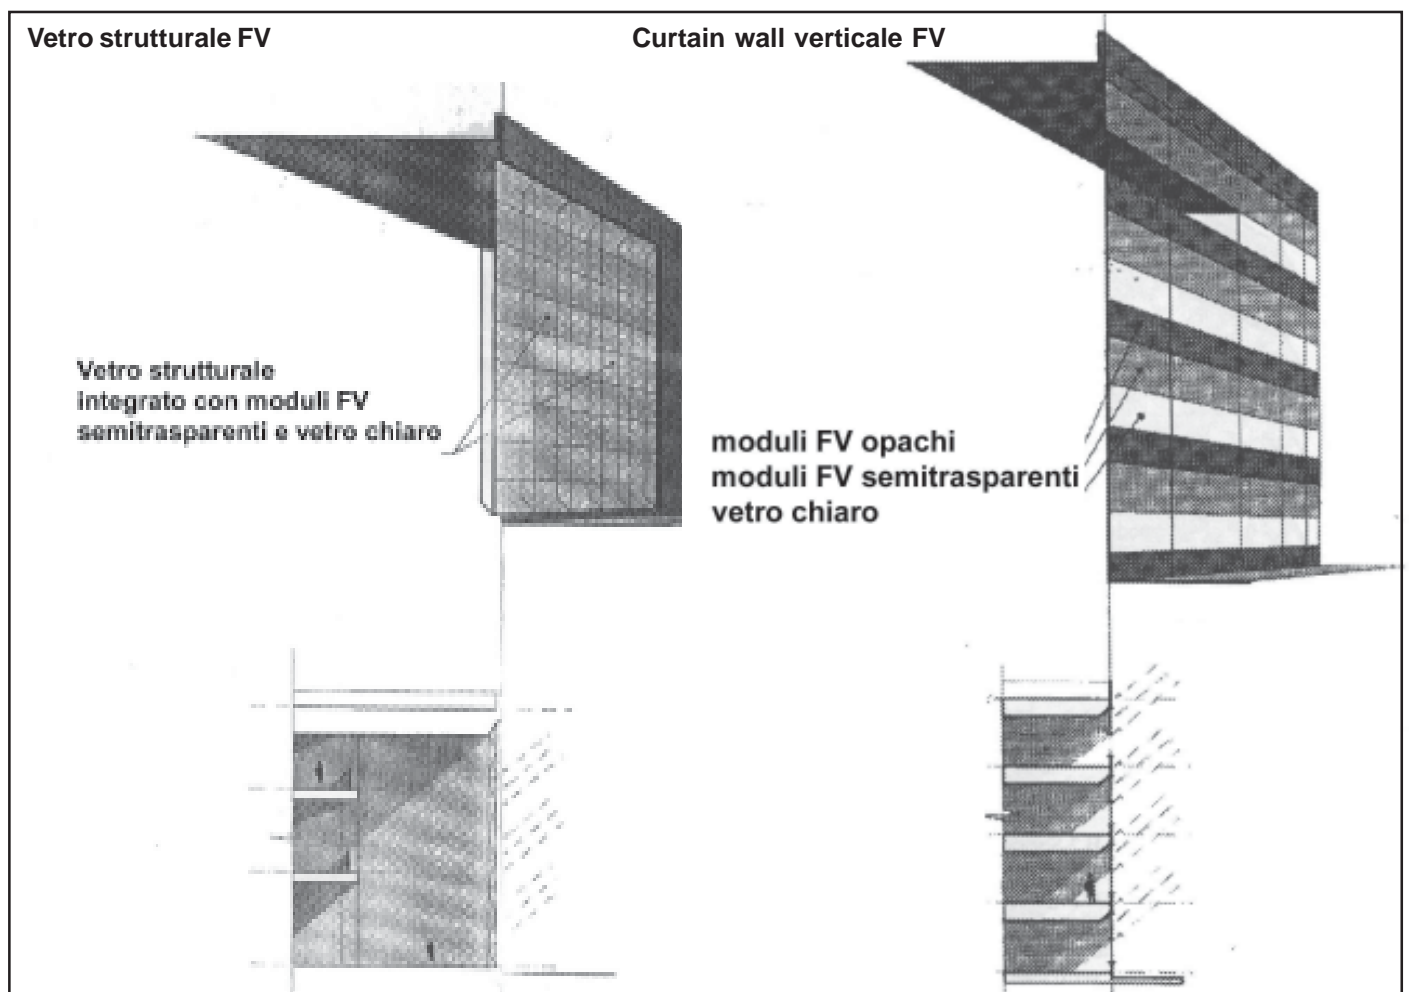 Vetro strutturale FV
Curtain wall verticale FV
Vetro strutturale
integrato con moduli FV
semitrasparenti e vetro chiaro
moduli FV opachi
moduli FV semitrasparenti
vetro chiaro